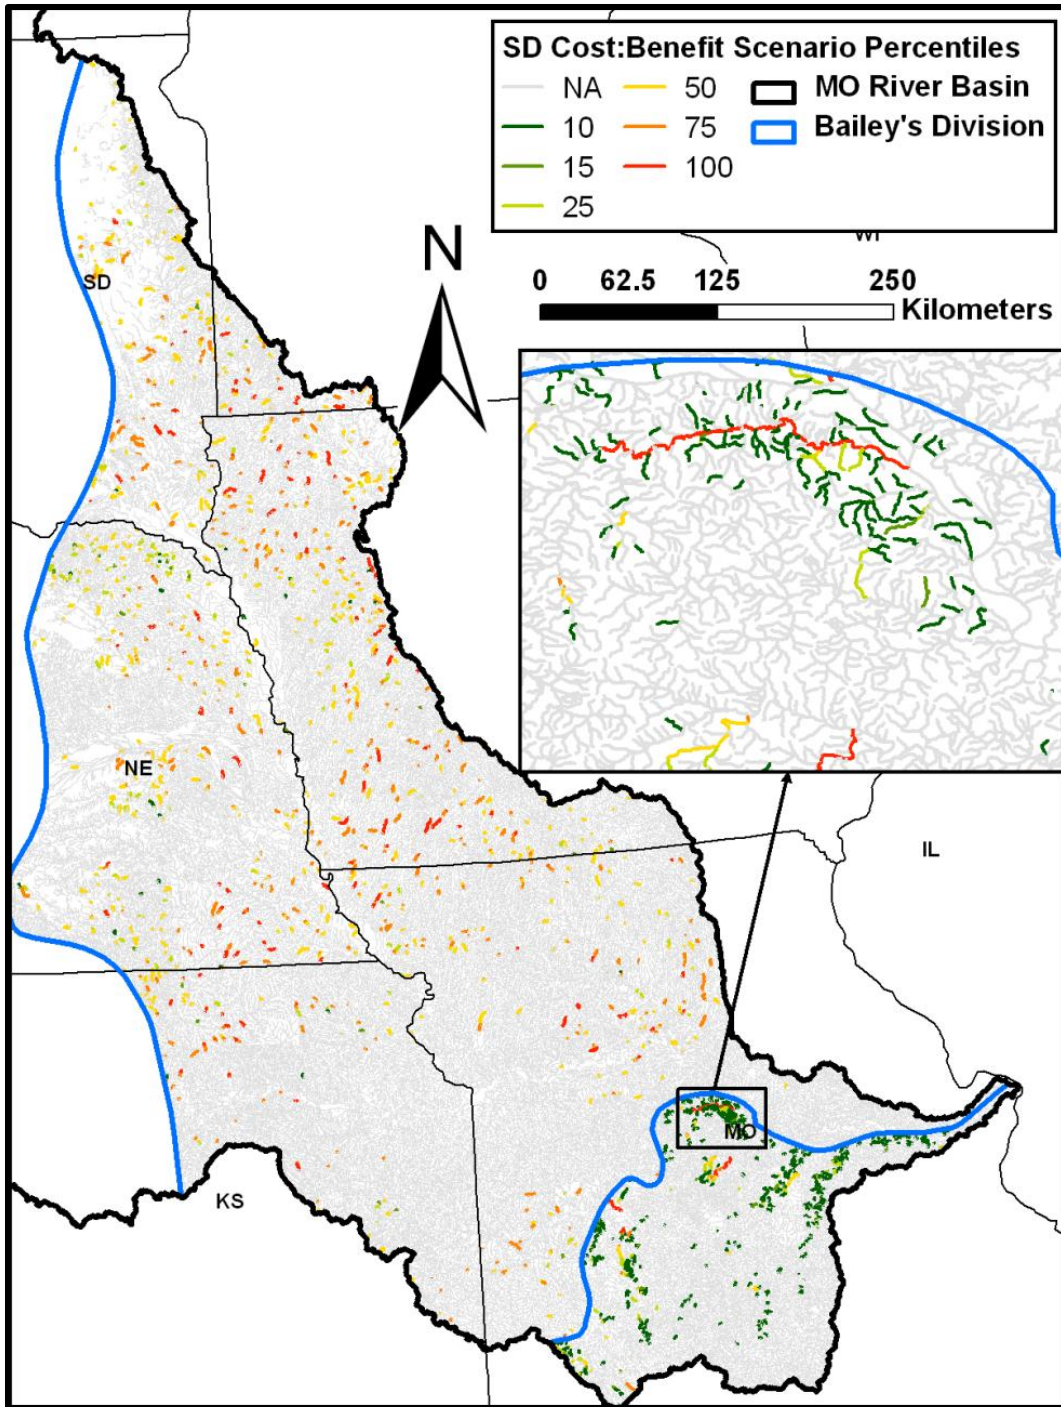 SD Cost:Benefit Scenario Percentiles
NA 50 MO River Basin
10 75 Bailey's Division
15 100
25
WI
N
0 62.5 125 250
Kilometers
SD
NE
IL
MO
KS